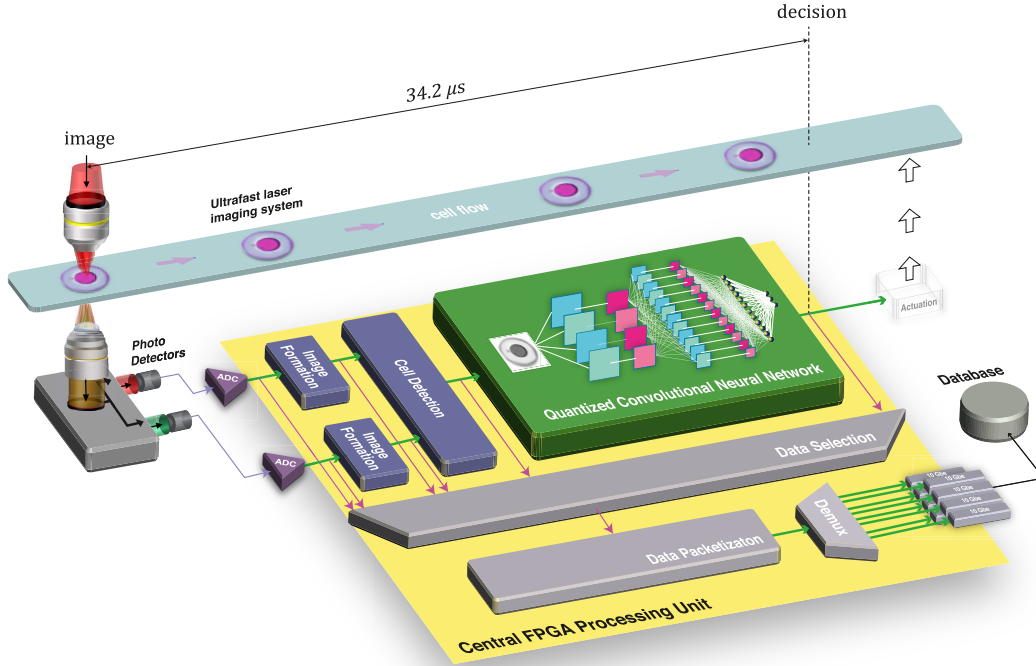 decision
34.2 μs
image
Ultrafast laser
imaging system
cell flow
Actuation
Photo
Detectors
ADC
Image
Formation
Cell Detection
Quantized Convolutional Neural Network
Database
ADC
Image
Formation
Data Selection
10 Gbe
10 Gbe
10 Gbe
10 Gbe
10 Gbe
Demux
Data Packetizaton
Central FPGA Processing Unit